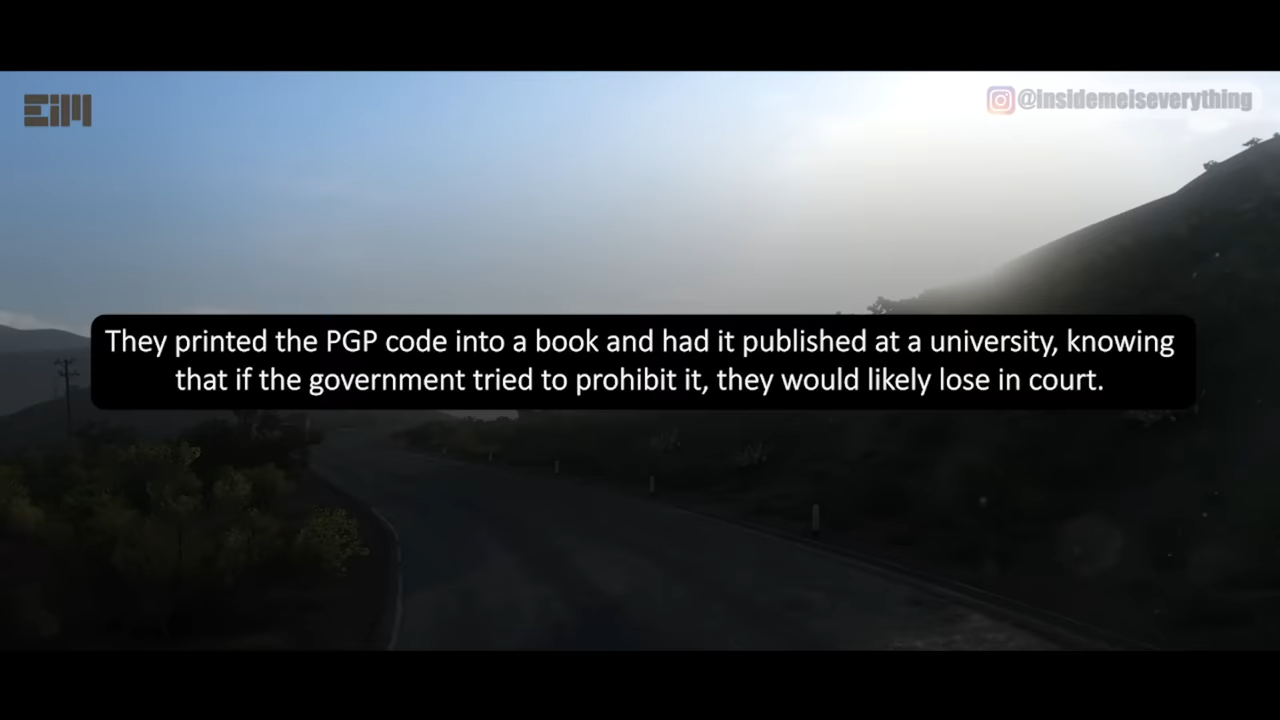 EiM
@insidemeiseverything
They printed the PGP code into a book and had it published at a university, knowing
that if the government tried to prohibit it, they would likely lose in court.